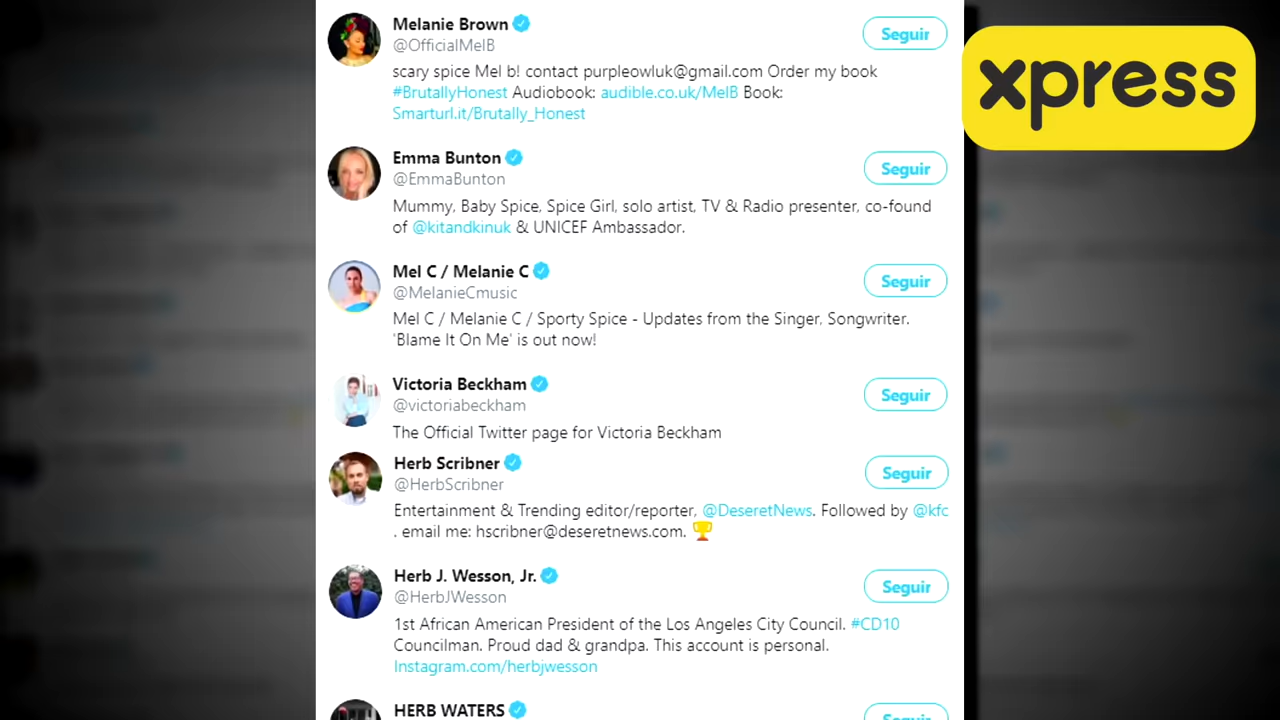 Melanie Brown
@OfficialMelB
Seguir
scary spice Mel b! contact purpleowluk@gmail.com Order my book
#BrutallyHonest Audiobook: audible.co.uk/MelB Book:
Smarturl.it/Brutally_Honest
Emma Bunton
@EmmaBunton
Seguir
Mummy, Baby Spice, Spice Girl, solo artist, TV & Radio presenter, co-found
of @kitandkinuk & UNICEF Ambassador.
Mel C / Melanie C
@MelanieCmusic
Seguir
Mel C / Melanie C / Sporty Spice - Updates from the Singer, Songwriter.
'Blame It On Me' is out now!
Victoria Beckham
@victoriabeckham
Seguir
The Official Twitter page for Victoria Beckham
Herb Scribner
@HerbScribner
Seguir
Entertainment & Trending editor/reporter, @DeseretNews. Followed by @kfc
. email me: hscribner@deseretnews.com. 🏆
Herb J. Wesson, Jr.
@HerbJWesson
Seguir
1st African American President of the Los Angeles City Council. #CD10
Councilman. Proud dad & grandpa. This account is personal.
Instagram.com/herbjwesson
HERB WATERS
Seguir
xpress